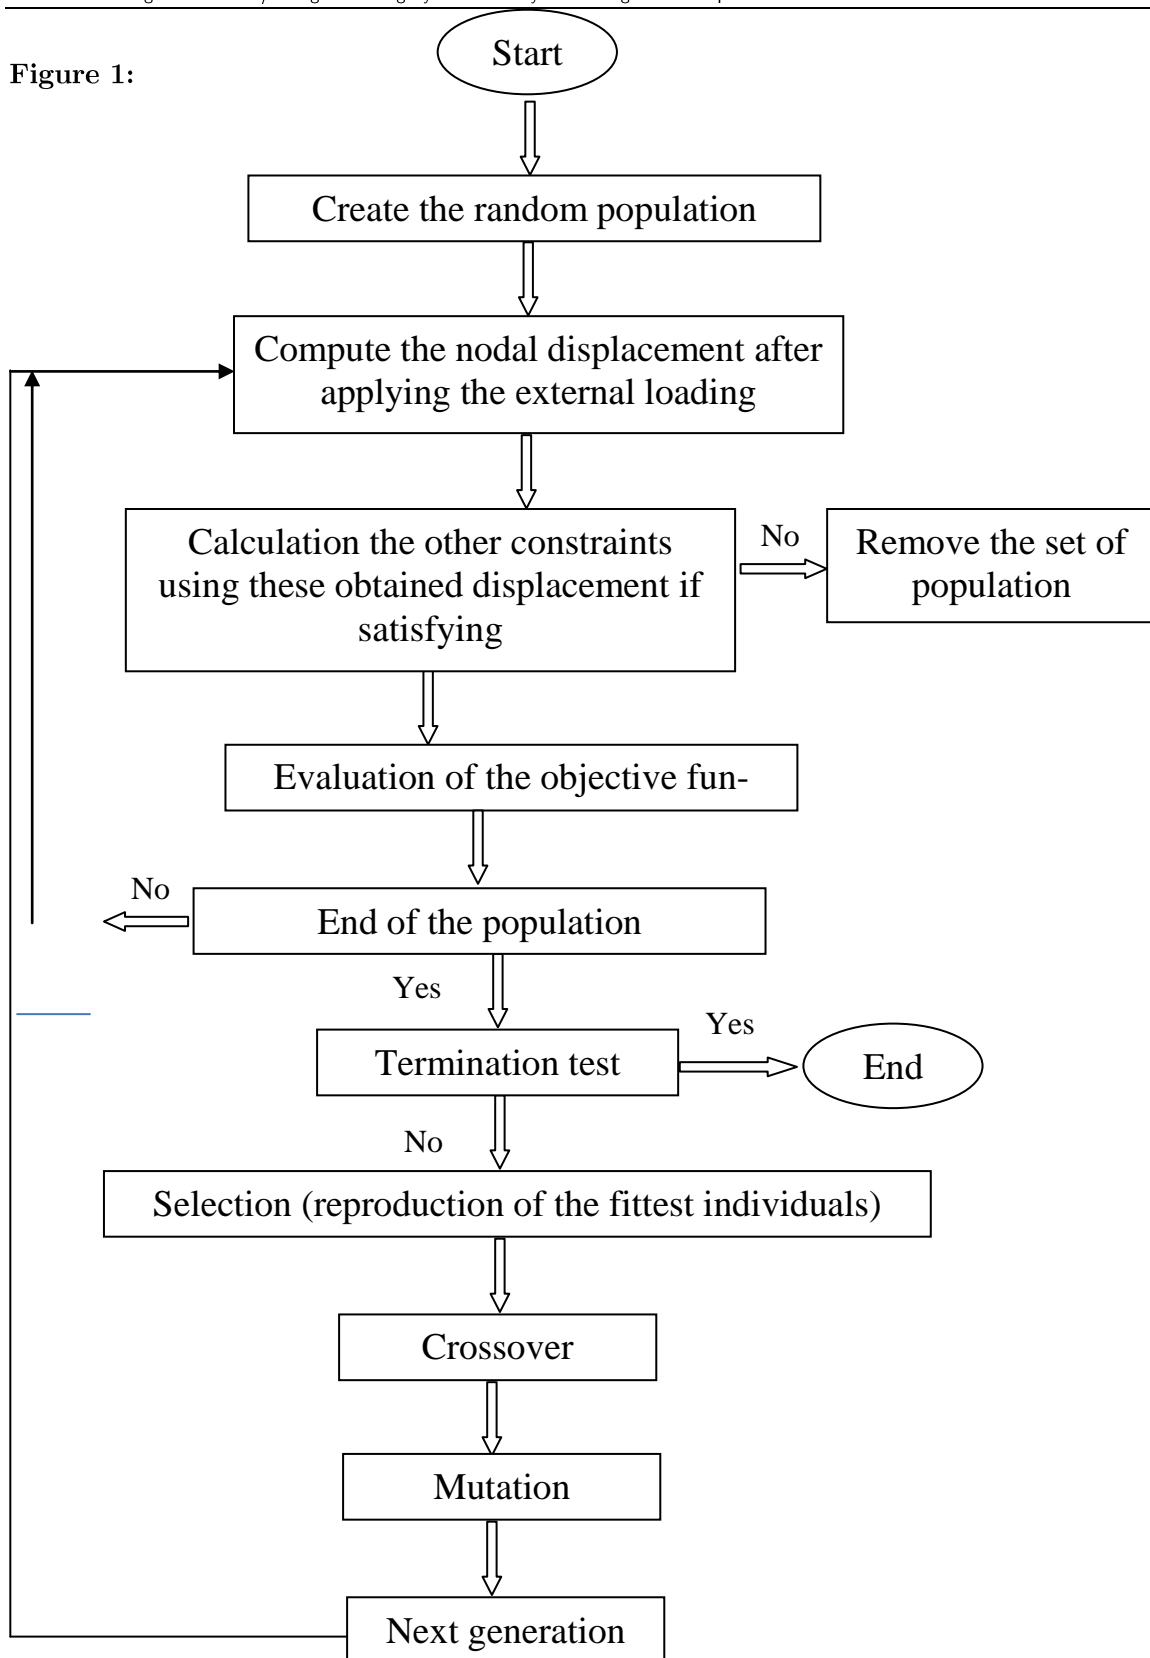 Start
Figure 1:
Create the random population
Compute the nodal displacement after
applying the external loading
Calculation the other constraints
using these obtained displacement if
satisfying
No
Remove the set of
population
Evaluation of the objective fun-
No
End of the population
Yes
Yes
Termination test
End
No
Selection (reproduction of the fittest individuals)
Crossover
Mutation
Next generation